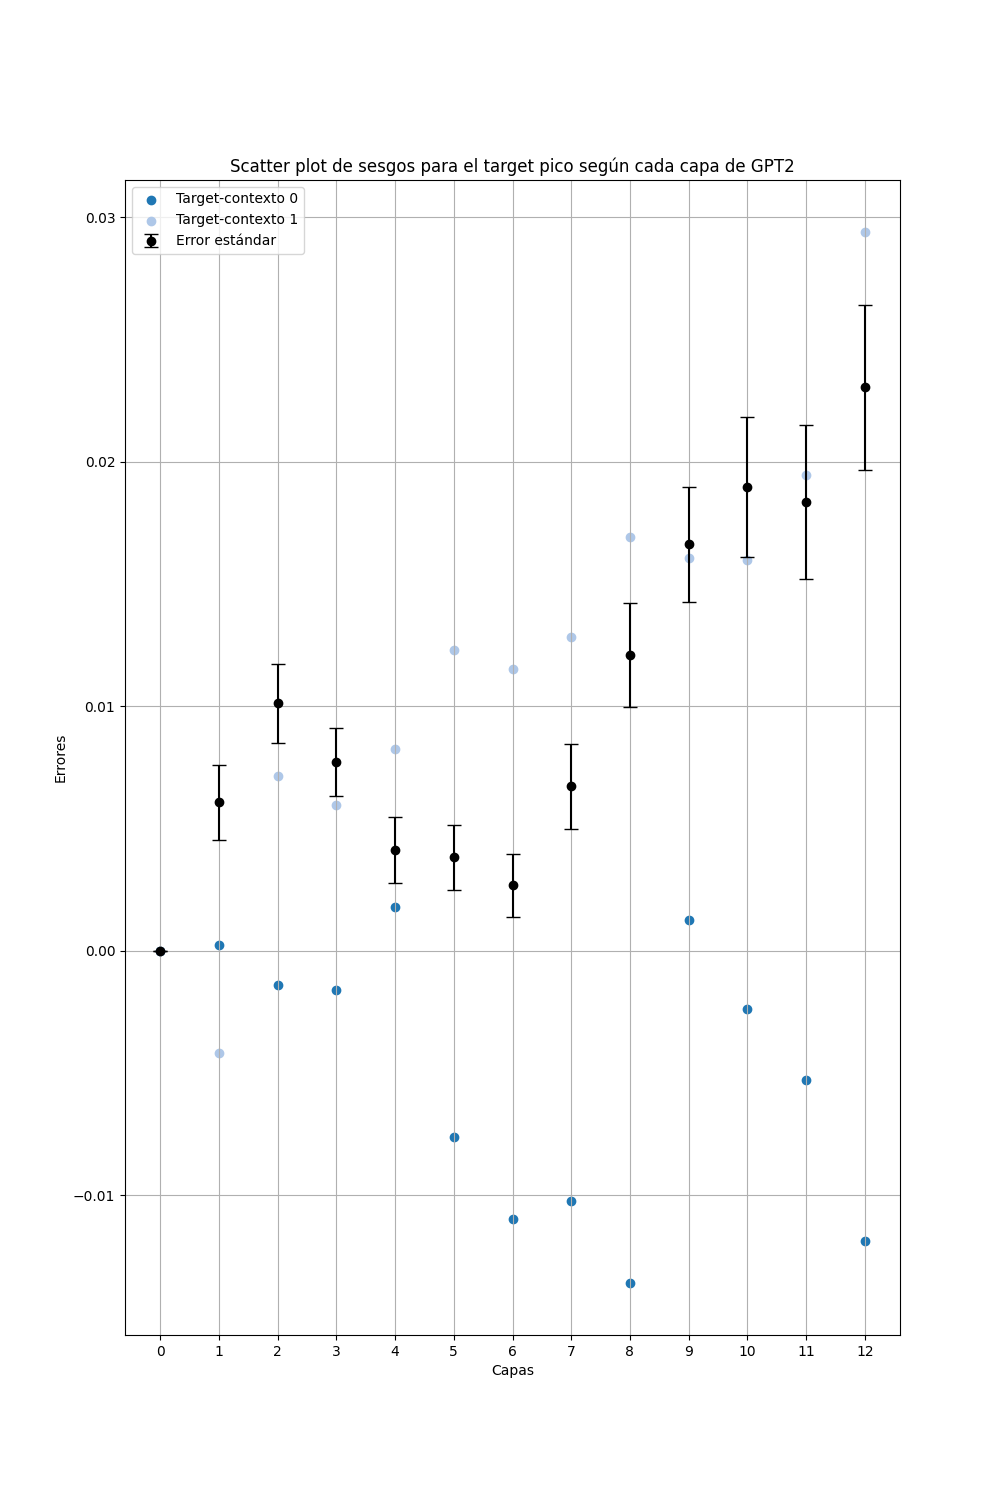 Scatter plot de sesgos para el target pico según cada capa de GPT2
Target-contexto 0
Target-contexto 1
Error estándar
0.03
0.02
0.01
0.00
−0.01
Errores
0 1 2 3 4 5 6 7 8 9 10 11 12
Capas